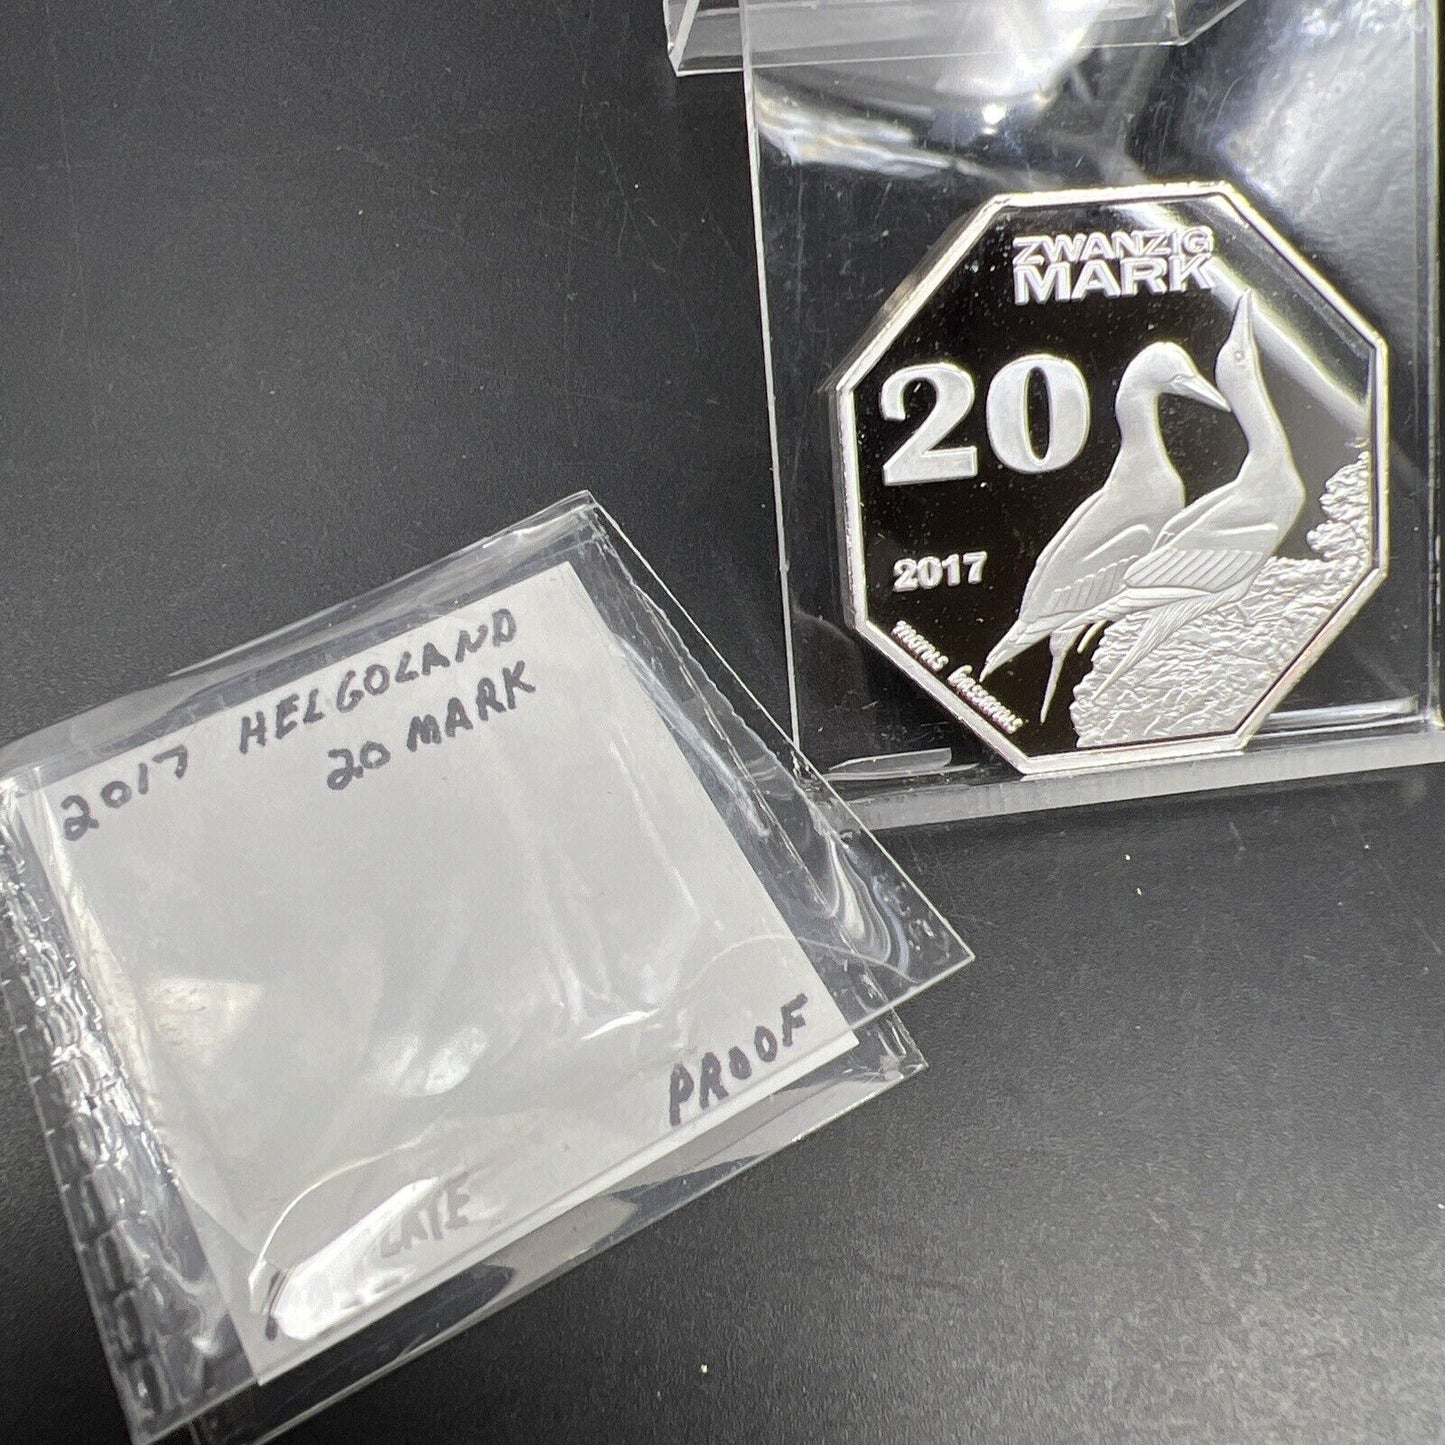 ZWANZIG
MARK
20
2017
morus bassanus
2017 HELGOLAND
20 MARK
PROOF